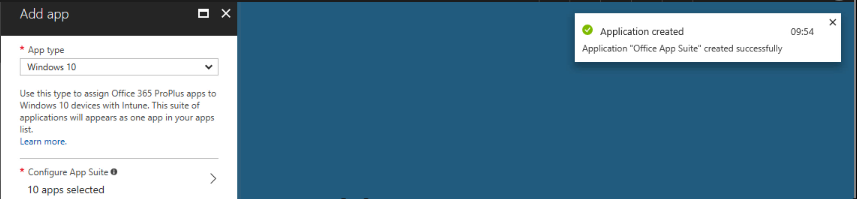 Add app
* App type
Windows 10
Use this type to assign Office 365 ProPlus apps to
Windows 10 devices with Intune. This suite of
applications will appears as one app in your apps
list.
Learn more.
* Configure App Suite
10 apps selected
Application created 09:54
Application "Office App Suite" created successfully